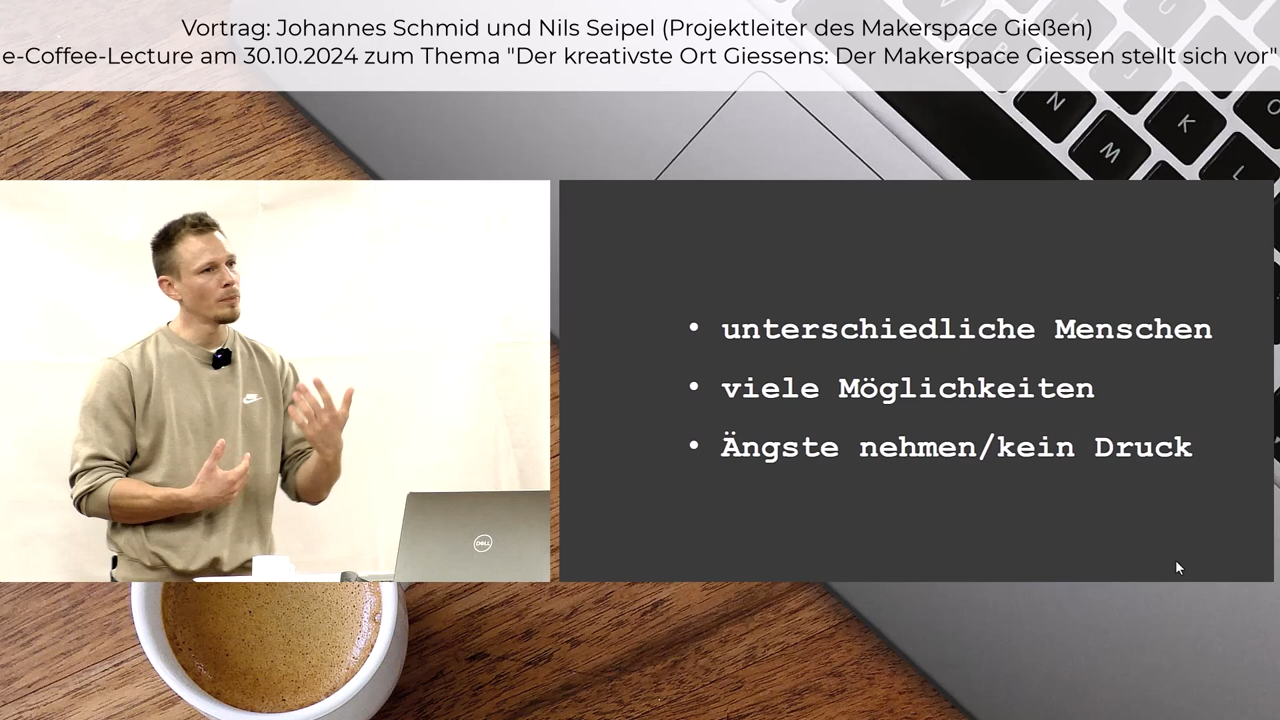 Vortrag: Johannes Schmid und Nils Seipel (Projektleiter des Makerspace Gießen)
e-Coffee-Lecture am 30.10.2024 zum Thema "Der kreativste Ort Giessens: Der Makerspace Giessen stellt sich vor"
• unterschiedliche Menschen
• viele Möglichkeiten
• Ängste nehmen/kein Druck
DELL
N
M
J
K
L
U
O